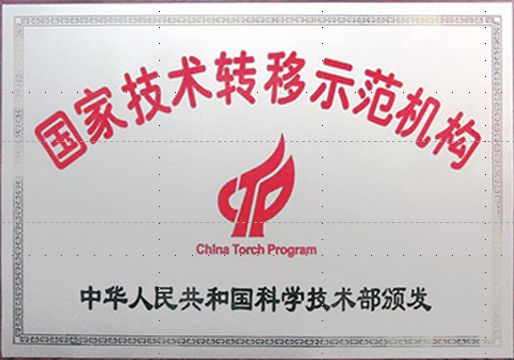 国家技术转移示范机构
China Torch Program
中华人民共和国科学技术部颁发